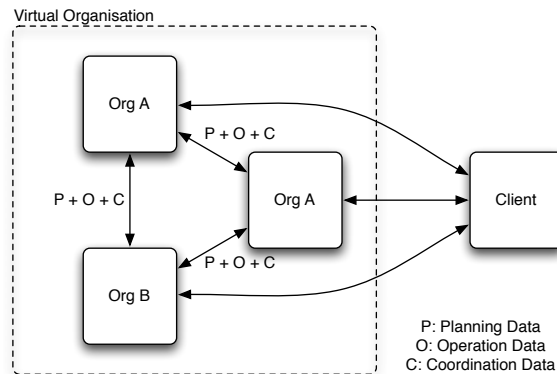 Virtual Organisation
Org A
P + O + C
P + O + C
Org A
Client
P + O + C
Org B
P: Planning Data
O: Operation Data
C: Coordination Data